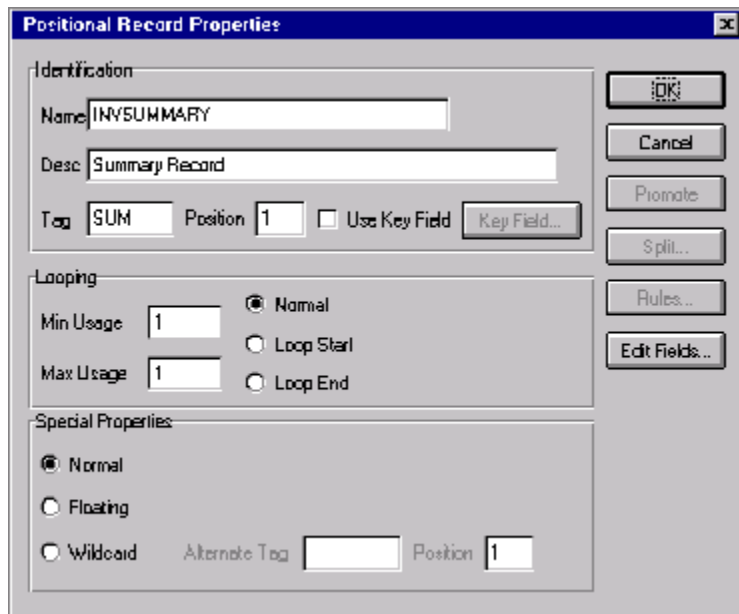 Positional Record Properties
Identification
Name INVSUMMARY
Desc Summary Record
Tag SUM Position 1 Use Key Field Key Field...
Looping
Min Usage 1
Max Usage 1
Normal
Loop Start
Loop End
Special Properties
Normal
Floating
Wildcard Alternate Tag Position 1
OK
Cancel
Promote
Split...
Rules...
Edit Fields...